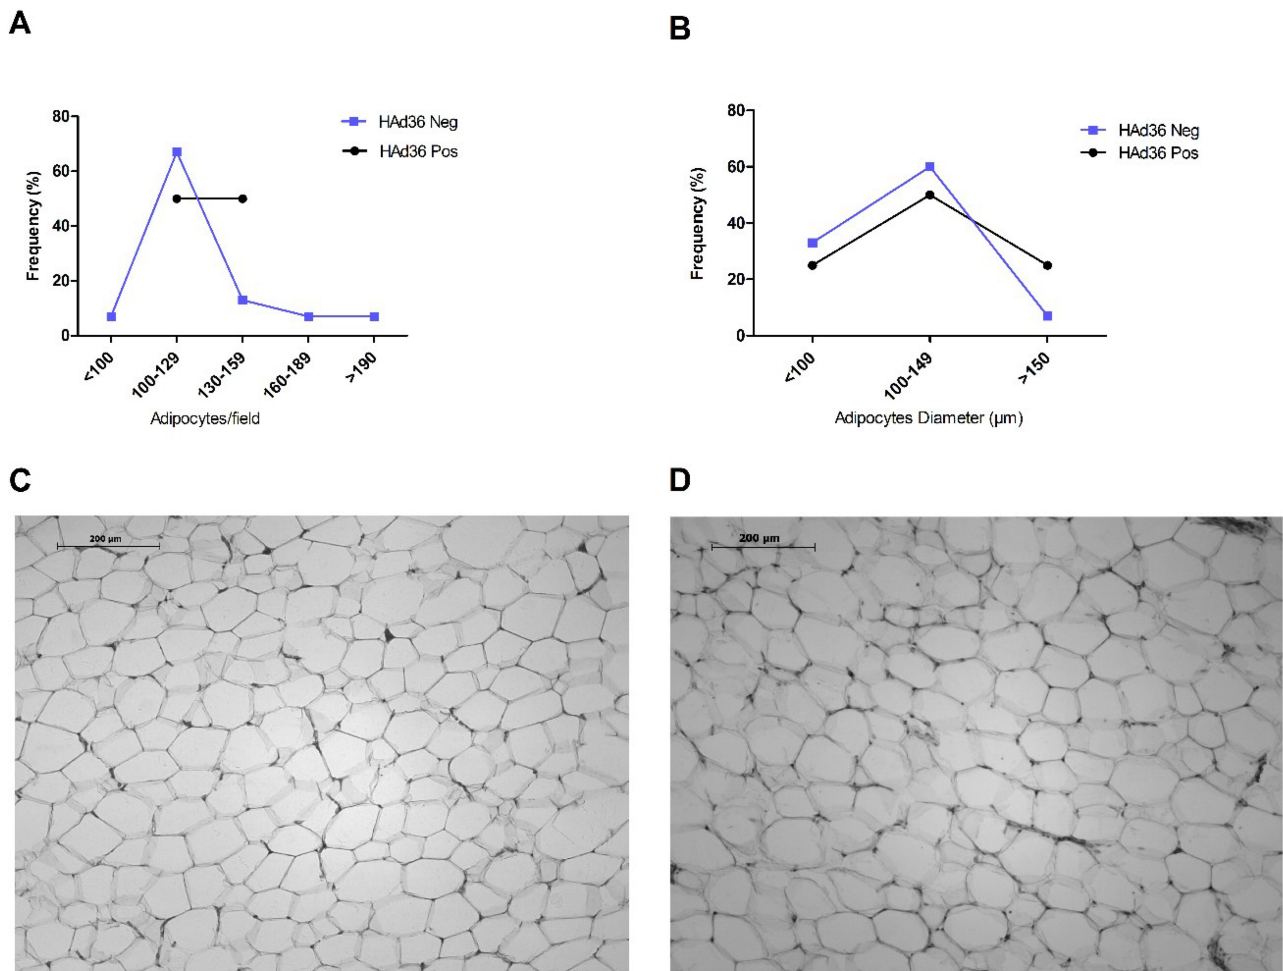 A
B
80
60
40
20
0
Frequency (%)
HAd36 Neg
HAd36 Pos
<100
100-129
130-159
160-189
>190
Adipocytes/field
80
60
40
20
0
Frequency (%)
HAd36 Neg
HAd36 Pos
<100
100-149
>150
Adipocytes Diameter (µm)
C
D
200 µm
200 µm